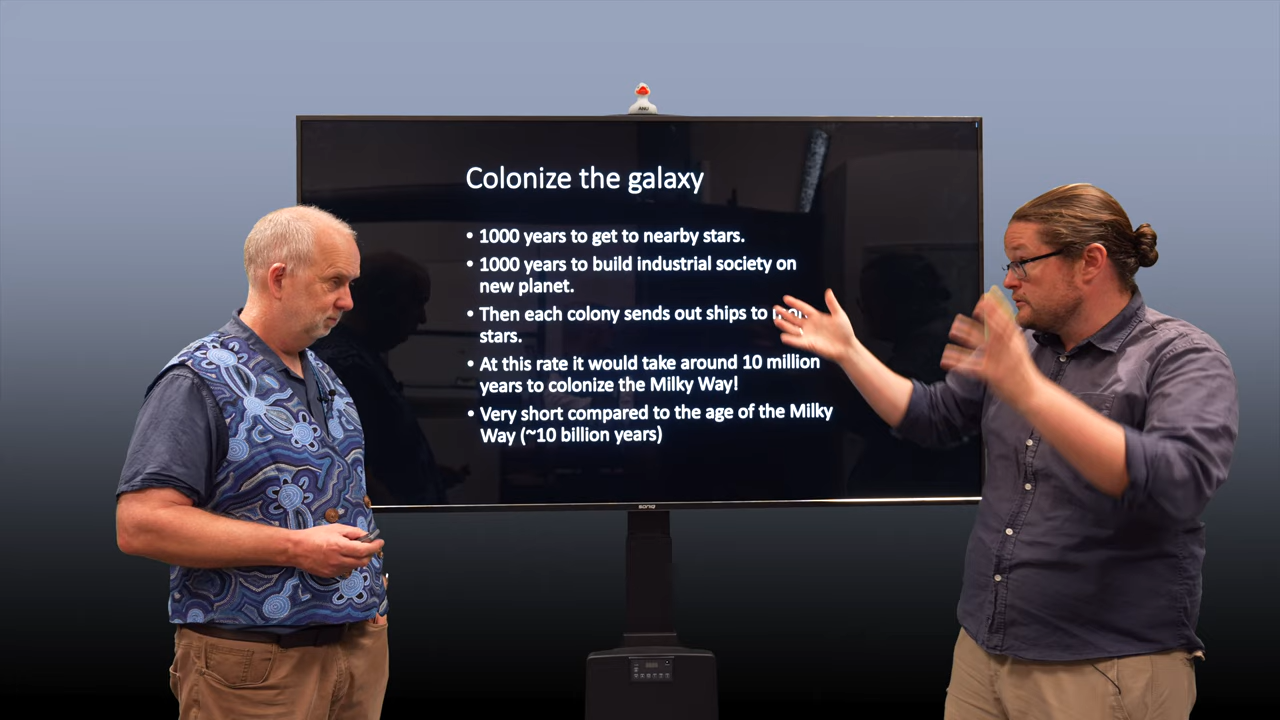 Colonize the galaxy
• 1000 years to get to nearby stars.
• 1000 years to build industrial society on
new planet.
• Then each colony sends out ships to
stars.
• At this rate it would take around 10 million
years to colonize the Milky Way!
• Very short compared to the age of the Milky
Way (~10 billion years)
soniq